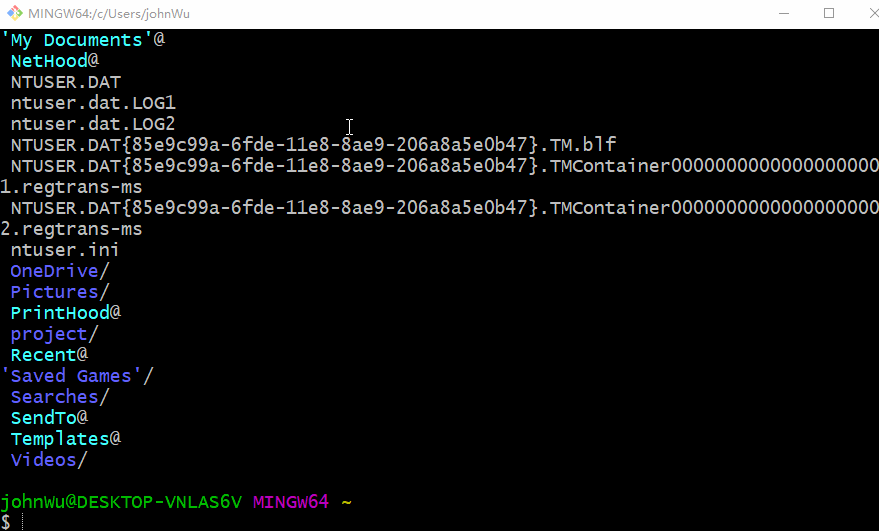 MINGW64:/c/Users/johnWu
'My Documents'@
NetHood@
NTUSER.DAT
ntuser.dat.LOG1
ntuser.dat.LOG2
NTUSER.DAT{85e9c99a-6fde-11e8-8ae9-206a8a5e0b47}.TM.blf
NTUSER.DAT{85e9c99a-6fde-11e8-8ae9-206a8a5e0b47}.TMContainer0000000000000000000
1.regtrans-ms
NTUSER.DAT{85e9c99a-6fde-11e8-8ae9-206a8a5e0b47}.TMContainer0000000000000000000
2.regtrans-ms
ntuser.ini
OneDrive/
Pictures/
PrintHood@
project/
Recent@
'Saved Games'/
Searches/
SendTo@
Templates@
Videos/
johnWu@DESKTOP-VNLAS6V MINGW64 ~
$